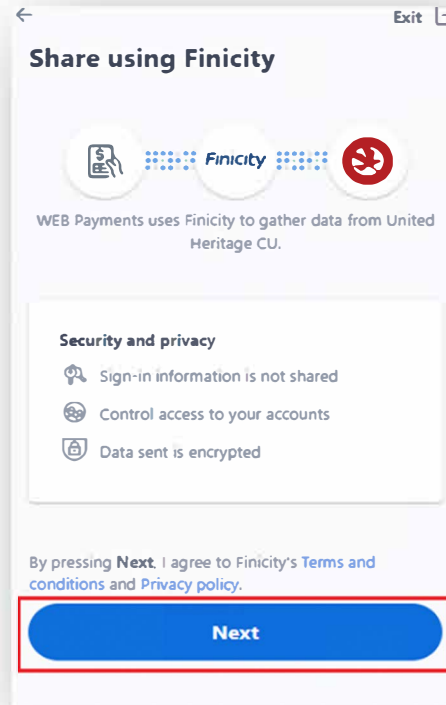 Exit
Share using Finicity
FINICITY
WEB Payments uses Finicity to gather data from United
Heritage CU.
Security and privacy
Sign-in information is not shared
Control access to your accounts
Data sent is encrypted
By pressing Next, I agree to Finicity's Terms and
conditions and Privacy policy.
Next